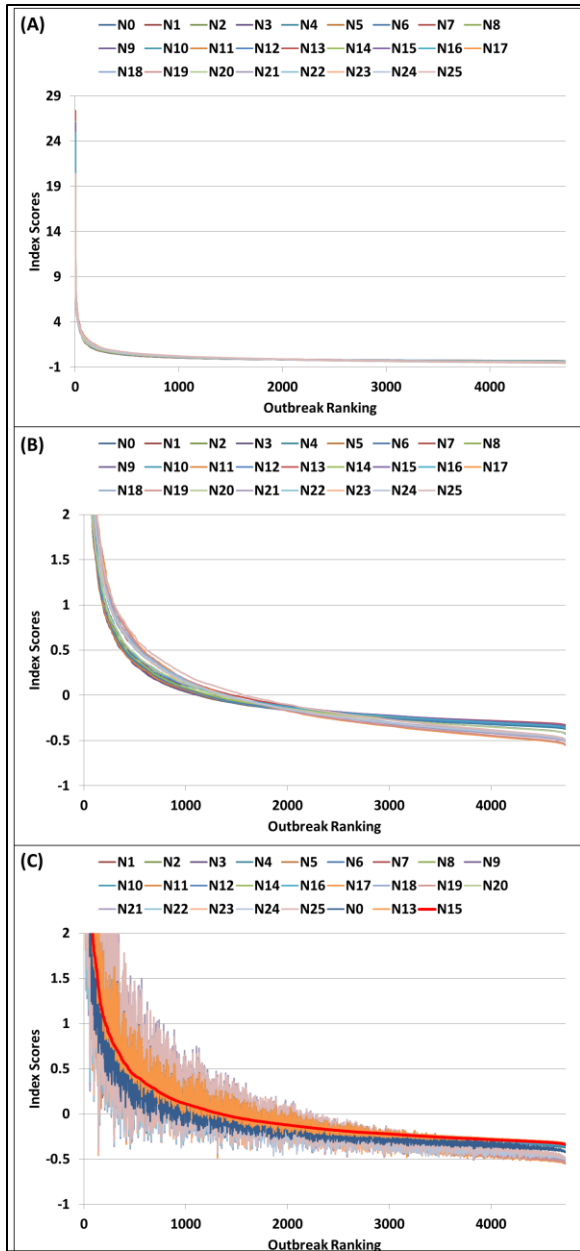 (A)
N0 N1 N2 N3 N4 N5 N6 N7 N8
N9 N10 N11 N12 N13 N14 N15 N16 N17
N18 N19 N20 N21 N22 N23 N24 N25
29
24
19
14
9
4
-1
Index Scores
0 1000 2000 3000 4000
Outbreak Ranking
(B)
N0 N1 N2 N3 N4 N5 N6 N7 N8
N9 N10 N11 N12 N13 N14 N15 N16 N17
N18 N19 N20 N21 N22 N23 N24 N25
2
1.5
1
0.5
0
-0.5
-1
Index Scores
0 1000 2000 3000 4000
Outbreak Ranking
(C)
N1 N2 N3 N4 N5 N6 N7 N8 N9
N10 N11 N12 N14 N16 N17 N18 N19 N20
N21 N22 N23 N24 N25 N0 N13 N15
2
1.5
1
0.5
0
-0.5
-1
Index Scores
0 1000 2000 3000 4000
Outbreak Ranking